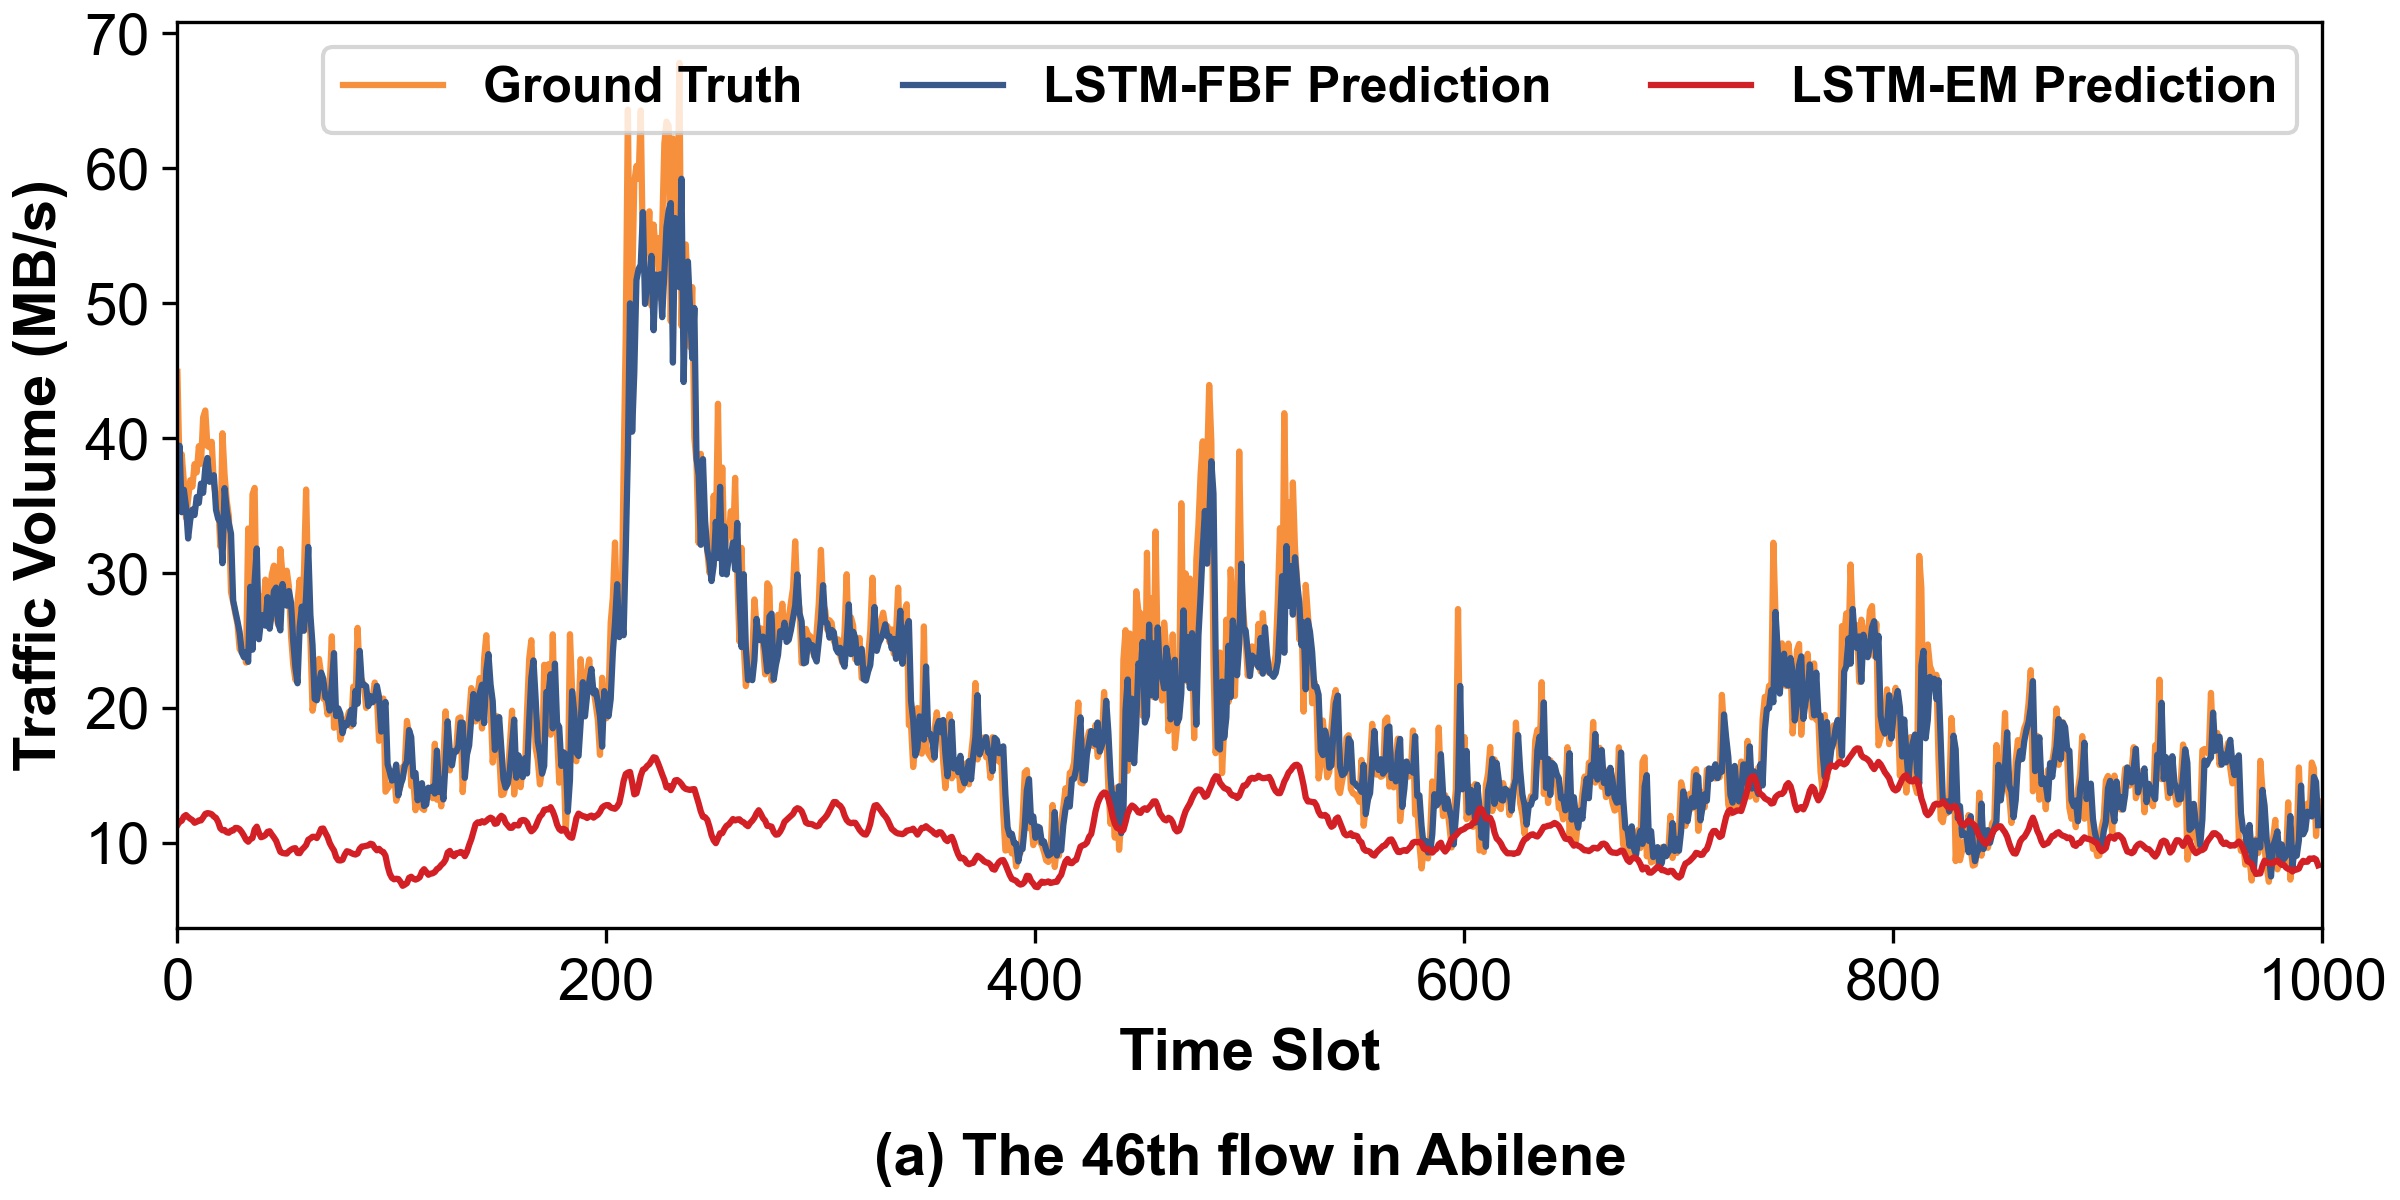 Traffic Volume (MB/s)
70
60
50
40
30
20
10
Ground Truth LSTM-FBF Prediction LSTM-EM Prediction
0 200 400 600 800 1000
Time Slot
(a) The 46th flow in Abilene